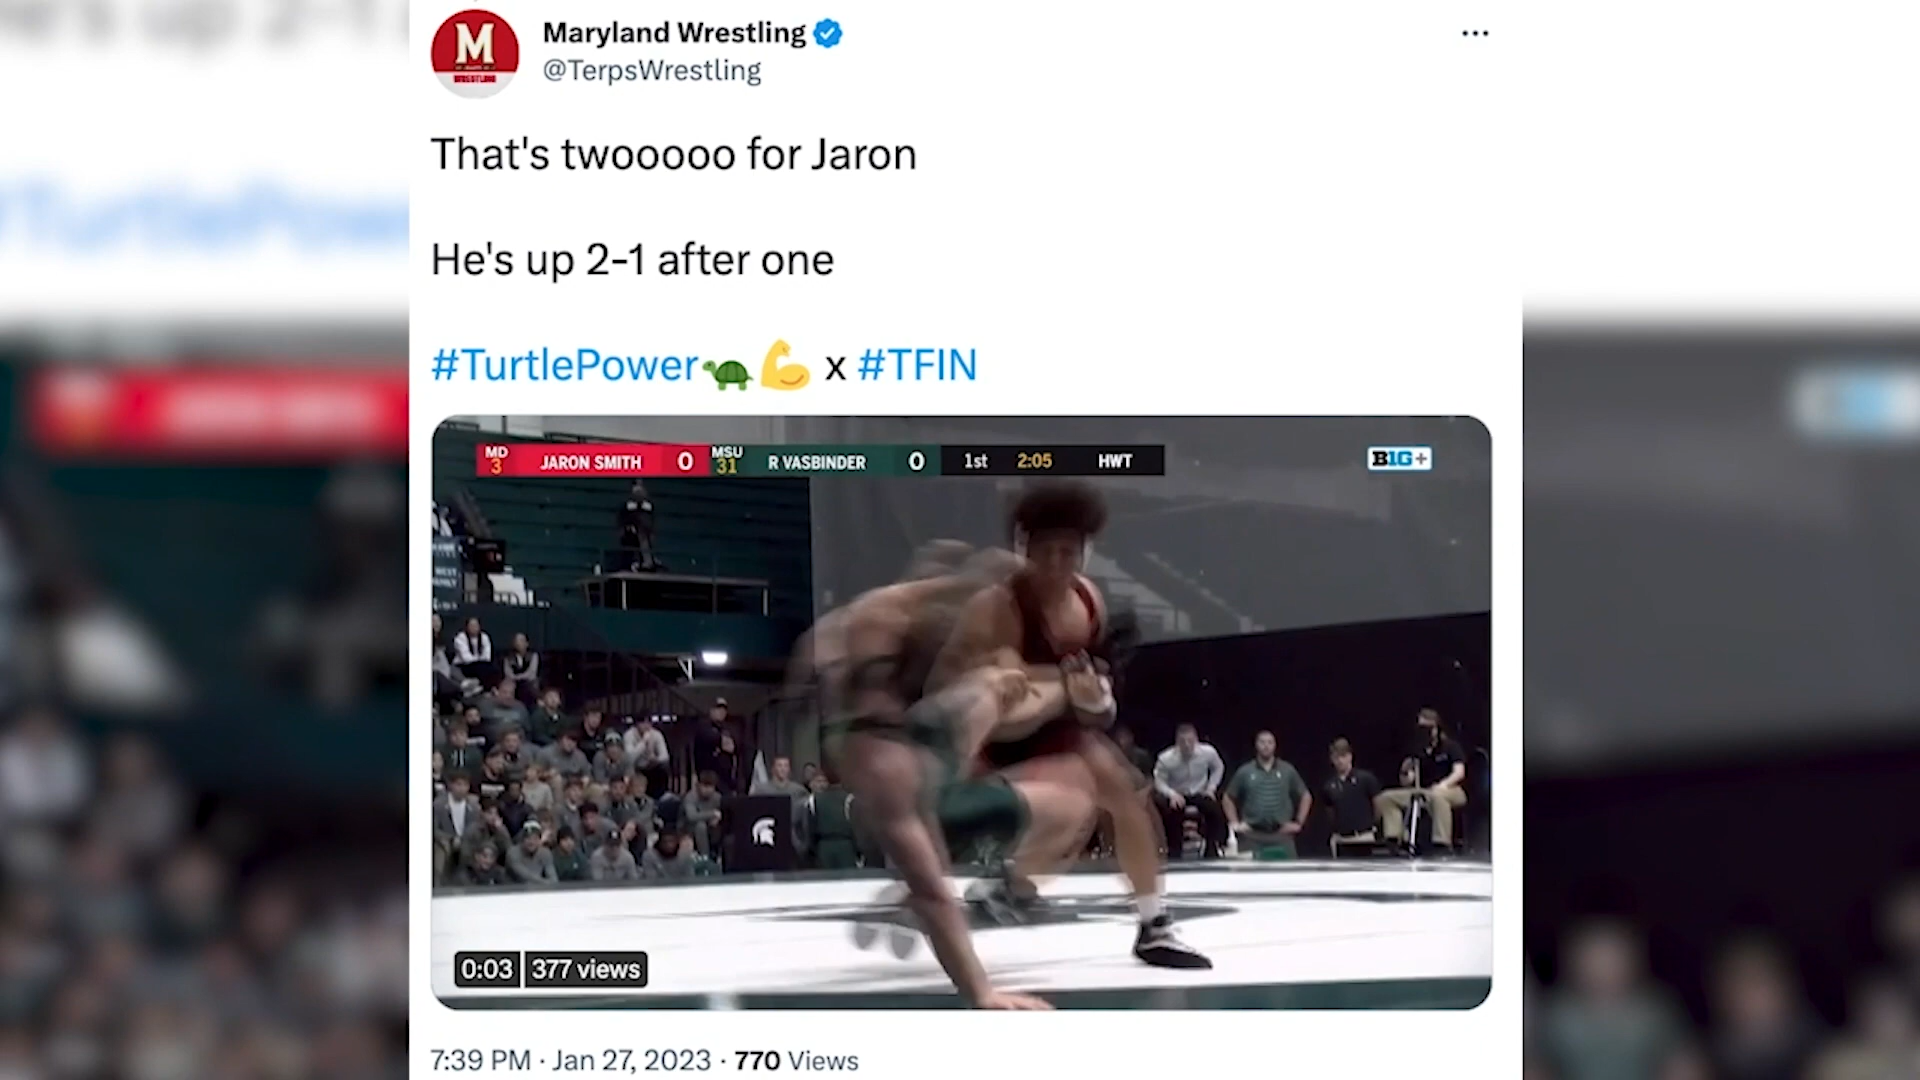 Maryland Wrestling
@TerpsWrestling
That's twooooo for Jaron
He's up 2-1 after one
#TurtlePower🐢💪 x #TFIN
MD 3 JARON SMITH 0 MSU 31 R VASBINDER 0 1st 2:05 HWT
B1G+
0:03 377 views
7:39 PM · Jan 27, 2023 · 770 Views